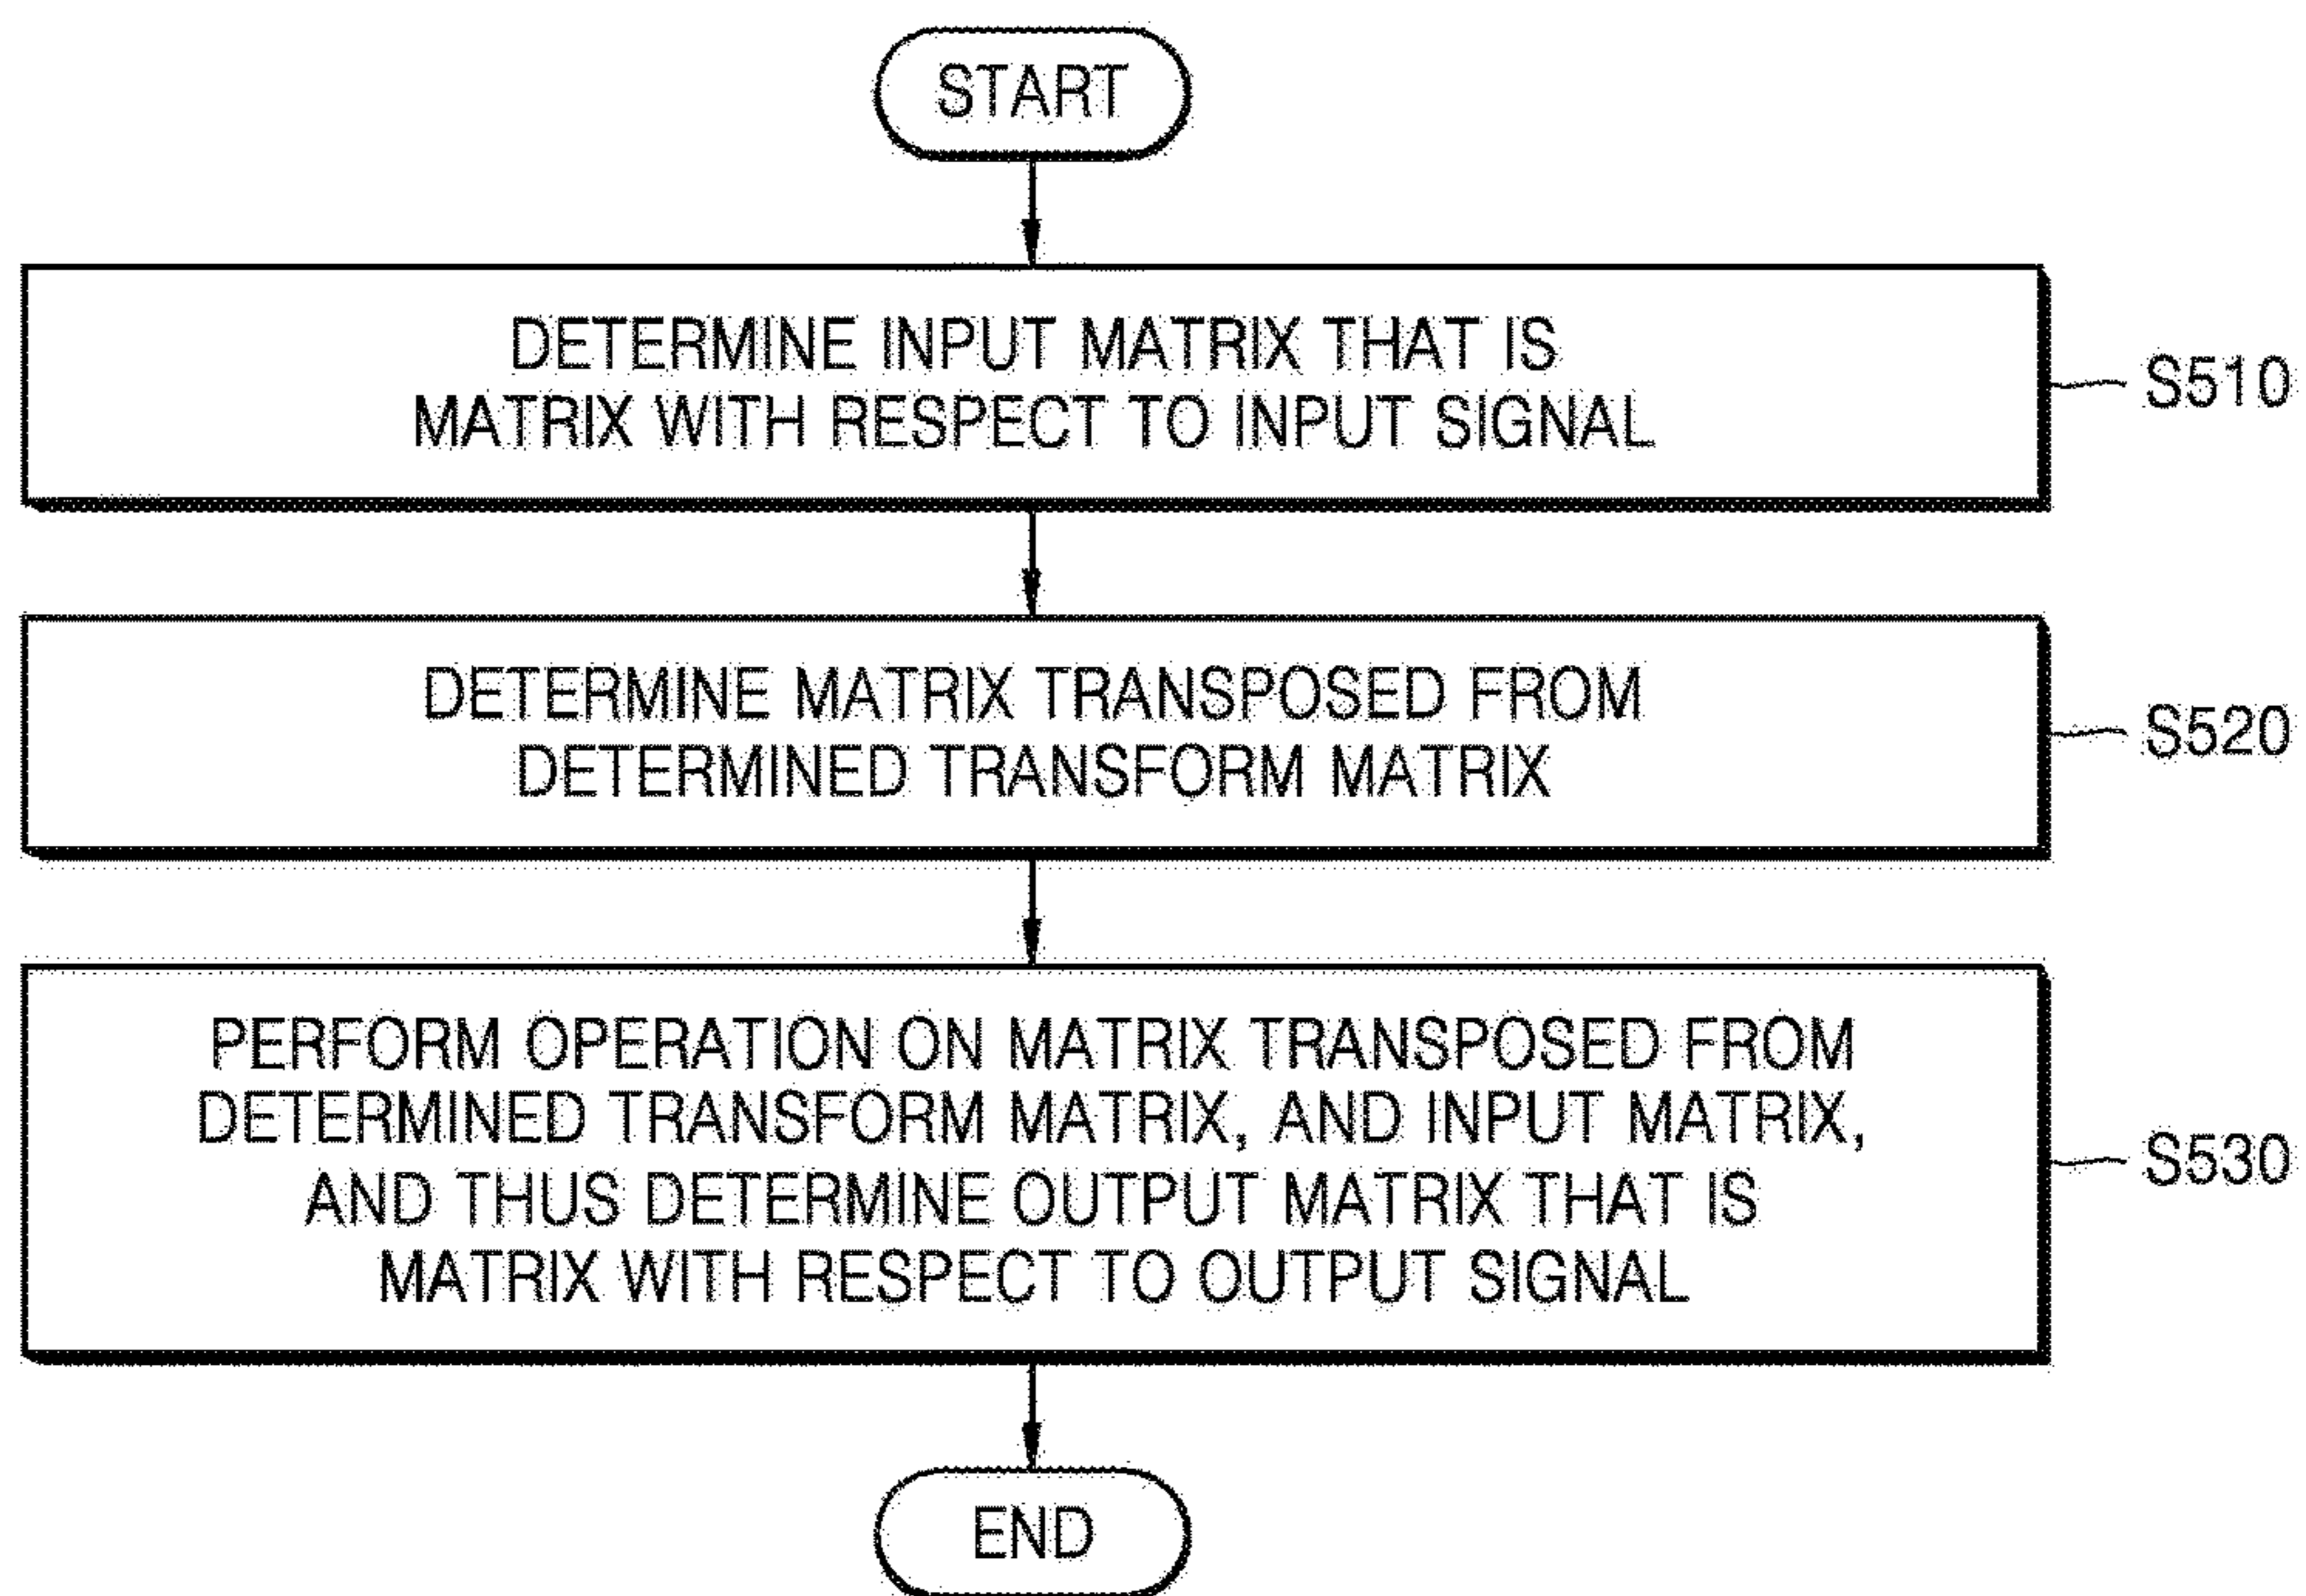 START
DETERMINE INPUT MATRIX THAT IS
MATRIX WITH RESPECT TO INPUT SIGNAL
S510
DETERMINE MATRIX TRANSPOSED FROM
DETERMINED TRANSFORM MATRIX
S520
PERFORM OPERATION ON MATRIX TRANSPOSED FROM
DETERMINED TRANSFORM MATRIX, AND INPUT MATRIX,
AND THUS DETERMINE OUTPUT MATRIX THAT IS
MATRIX WITH RESPECT TO OUTPUT SIGNAL
S530
END